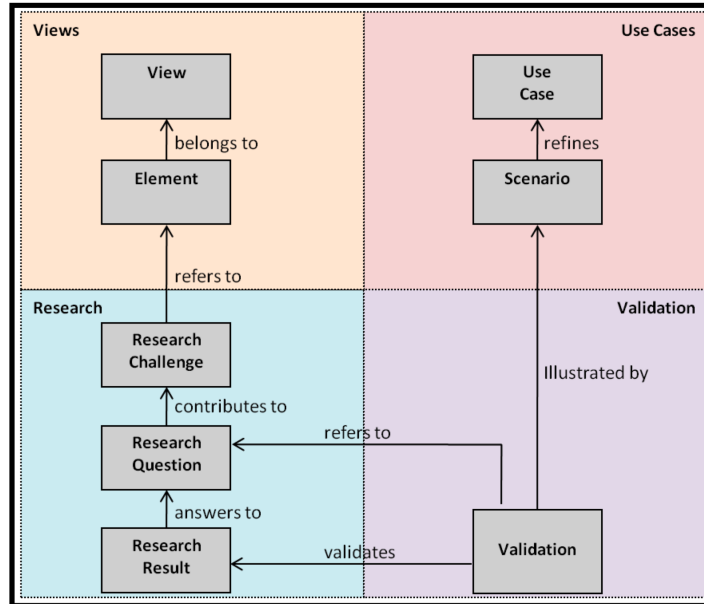 Views
Use Cases
View
Use
Case
belongs to
refines
Element
Scenario
refers to
Research
Validation
Research
Challenge
Illustrated by
contributes to
refers to
Research
Question
answers to
Research
Result
validates
Validation